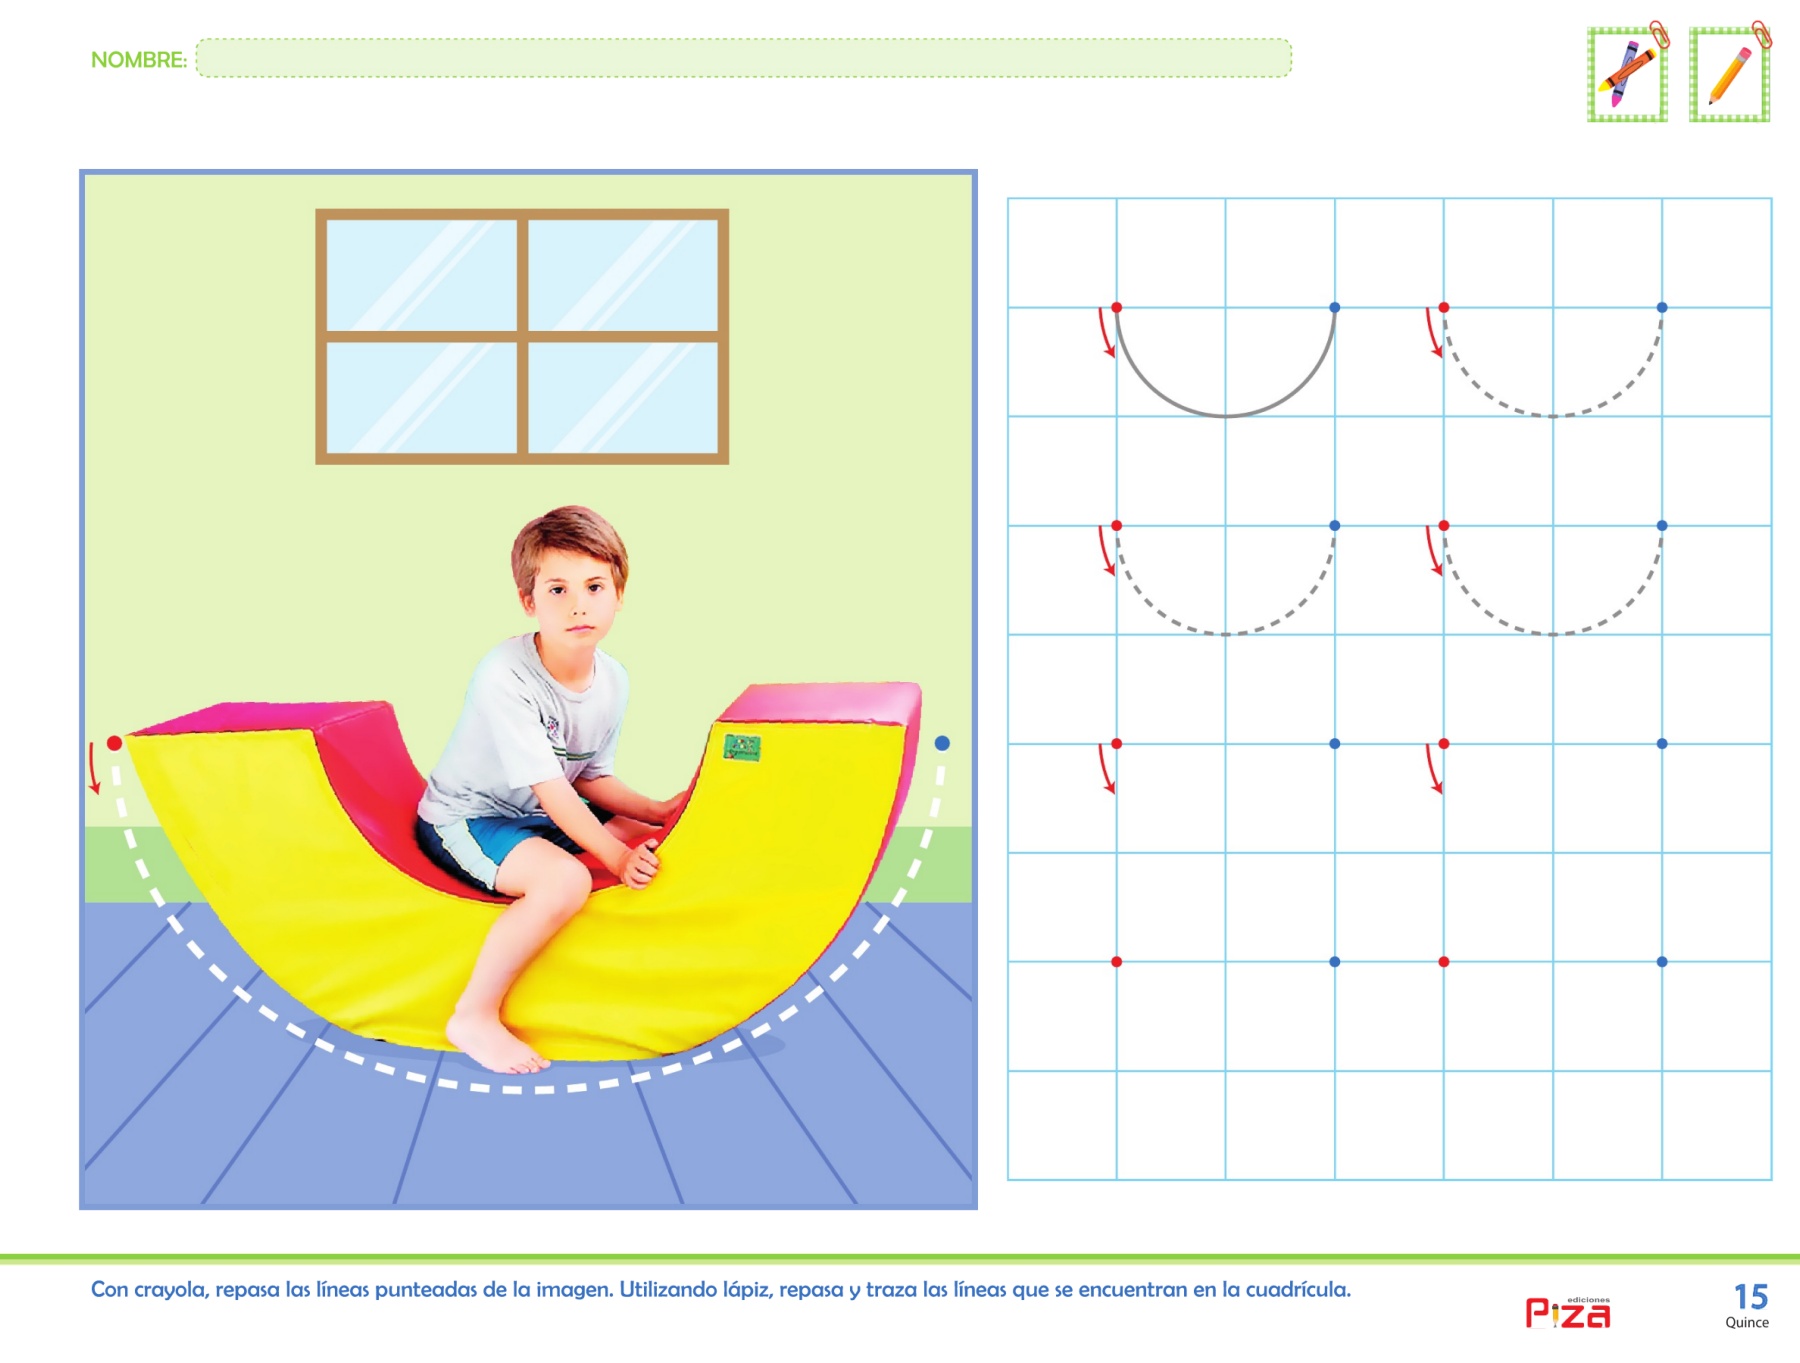 NOMBRE:
Con crayola, repasa las líneas punteadas de la imagen. Utilizando lápiz, repasa y traza las líneas que se encuentran en la cuadrícula.
ediciones
Piza
15
Quince